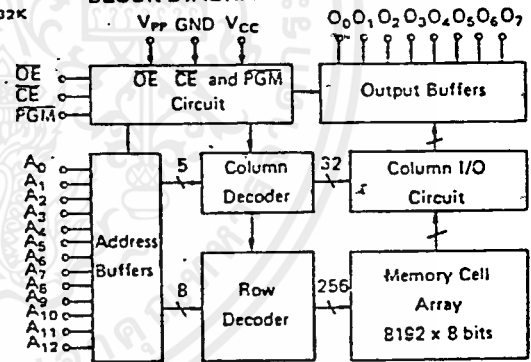 32K
BLOCK DIAGRAM
VPP GND VCC
O0 O1 O2 O3 O4 O5 O6 O7
OE
CE
PGM
OE CE and PGM
Circuit
Output Buffers
A0
A1
A2
A3
A4
A5
A6
A7
A8
A9
A10
A11
A12
Address
Buffers
5
Column
Decoder
32
Column I/O
Circuit
8
Row
Decoder
256
Memory Cell
Array
8192 x 8 bits